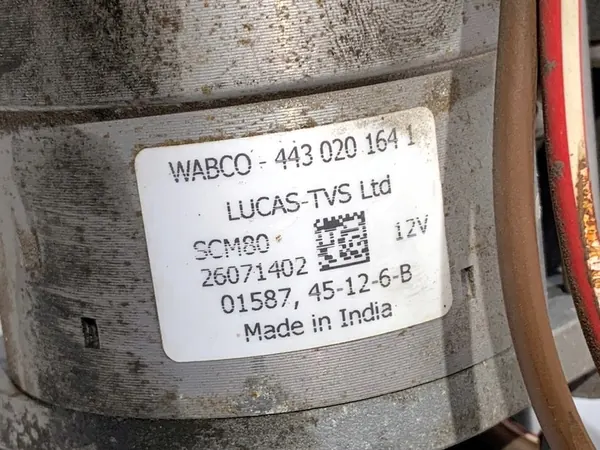 WABCO - 443 020 164 1
LUCAS-TVS Ltd
SCM80
12V
26071402
01587, 45-12-6-B
Made in India